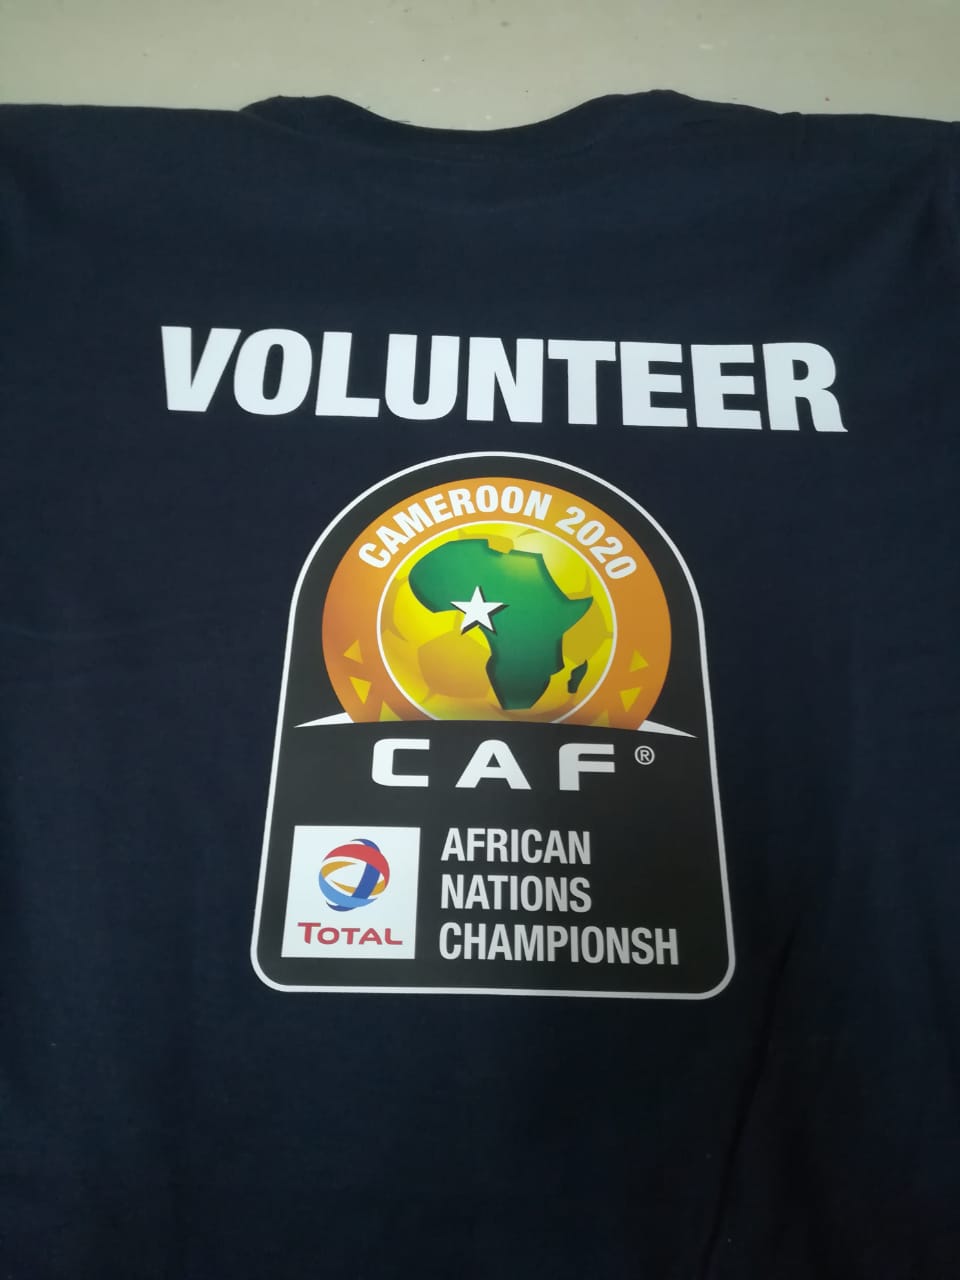 VOLUNTEER
CAMEROON 2020
CAF®
TOTAL
AFRICAN
NATIONS
CHAMPIONSH